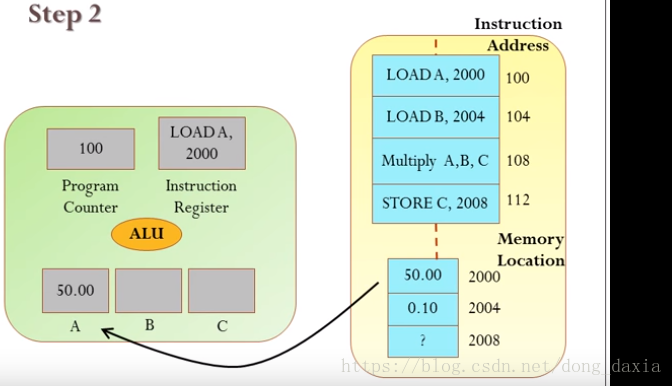 Step 2
Instruction
Address
LOAD A, 2000
100
LOAD B, 2004
104
Multiply A,B, C
108
STORE C, 2008
112
100
LOAD A,
2000
Program
Counter
Instruction
Register
ALU
Memory
Location
50.00
2000
0.10
2004
?
2008
50.00
A
B
C
https://blog.csdn.net/dong_daxia